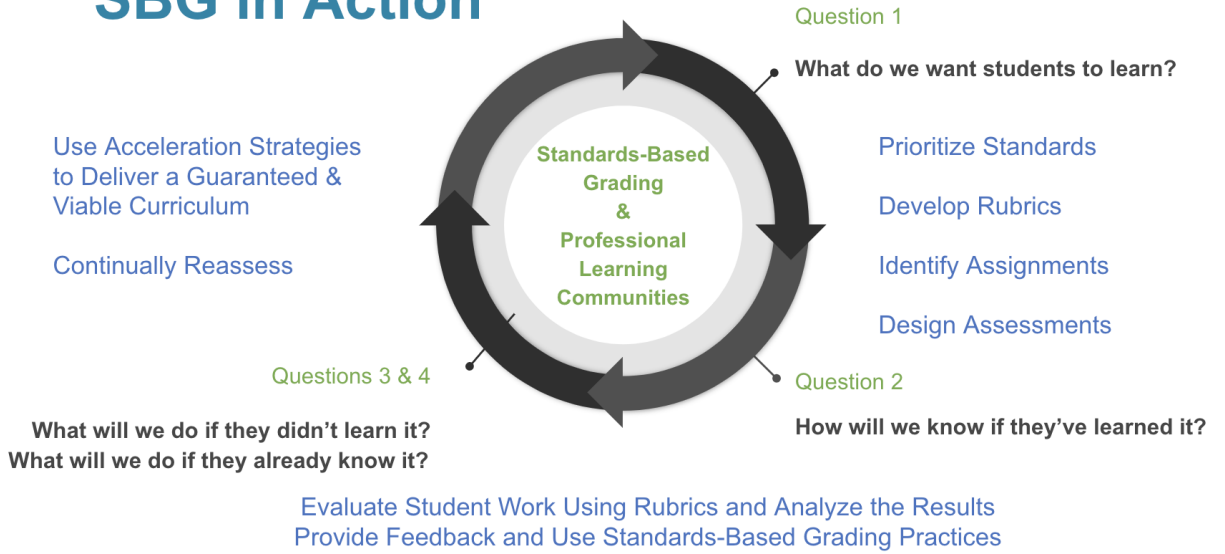 SBG in Action
Question 1
What do we want students to learn?
Prioritize Standards
Develop Rubrics
Identify Assignments
Design Assessments
Question 2
How will we know if they’ve learned it?
Evaluate Student Work Using Rubrics and Analyze the Results
Provide Feedback and Use Standards-Based Grading Practices
Questions 3 & 4
What will we do if they didn’t learn it?
What will we do if they already know it?
Use Acceleration Strategies
to Deliver a Guaranteed &
Viable Curriculum
Continually Reassess
Standards-Based
Grading
&
Professional
Learning
Communities